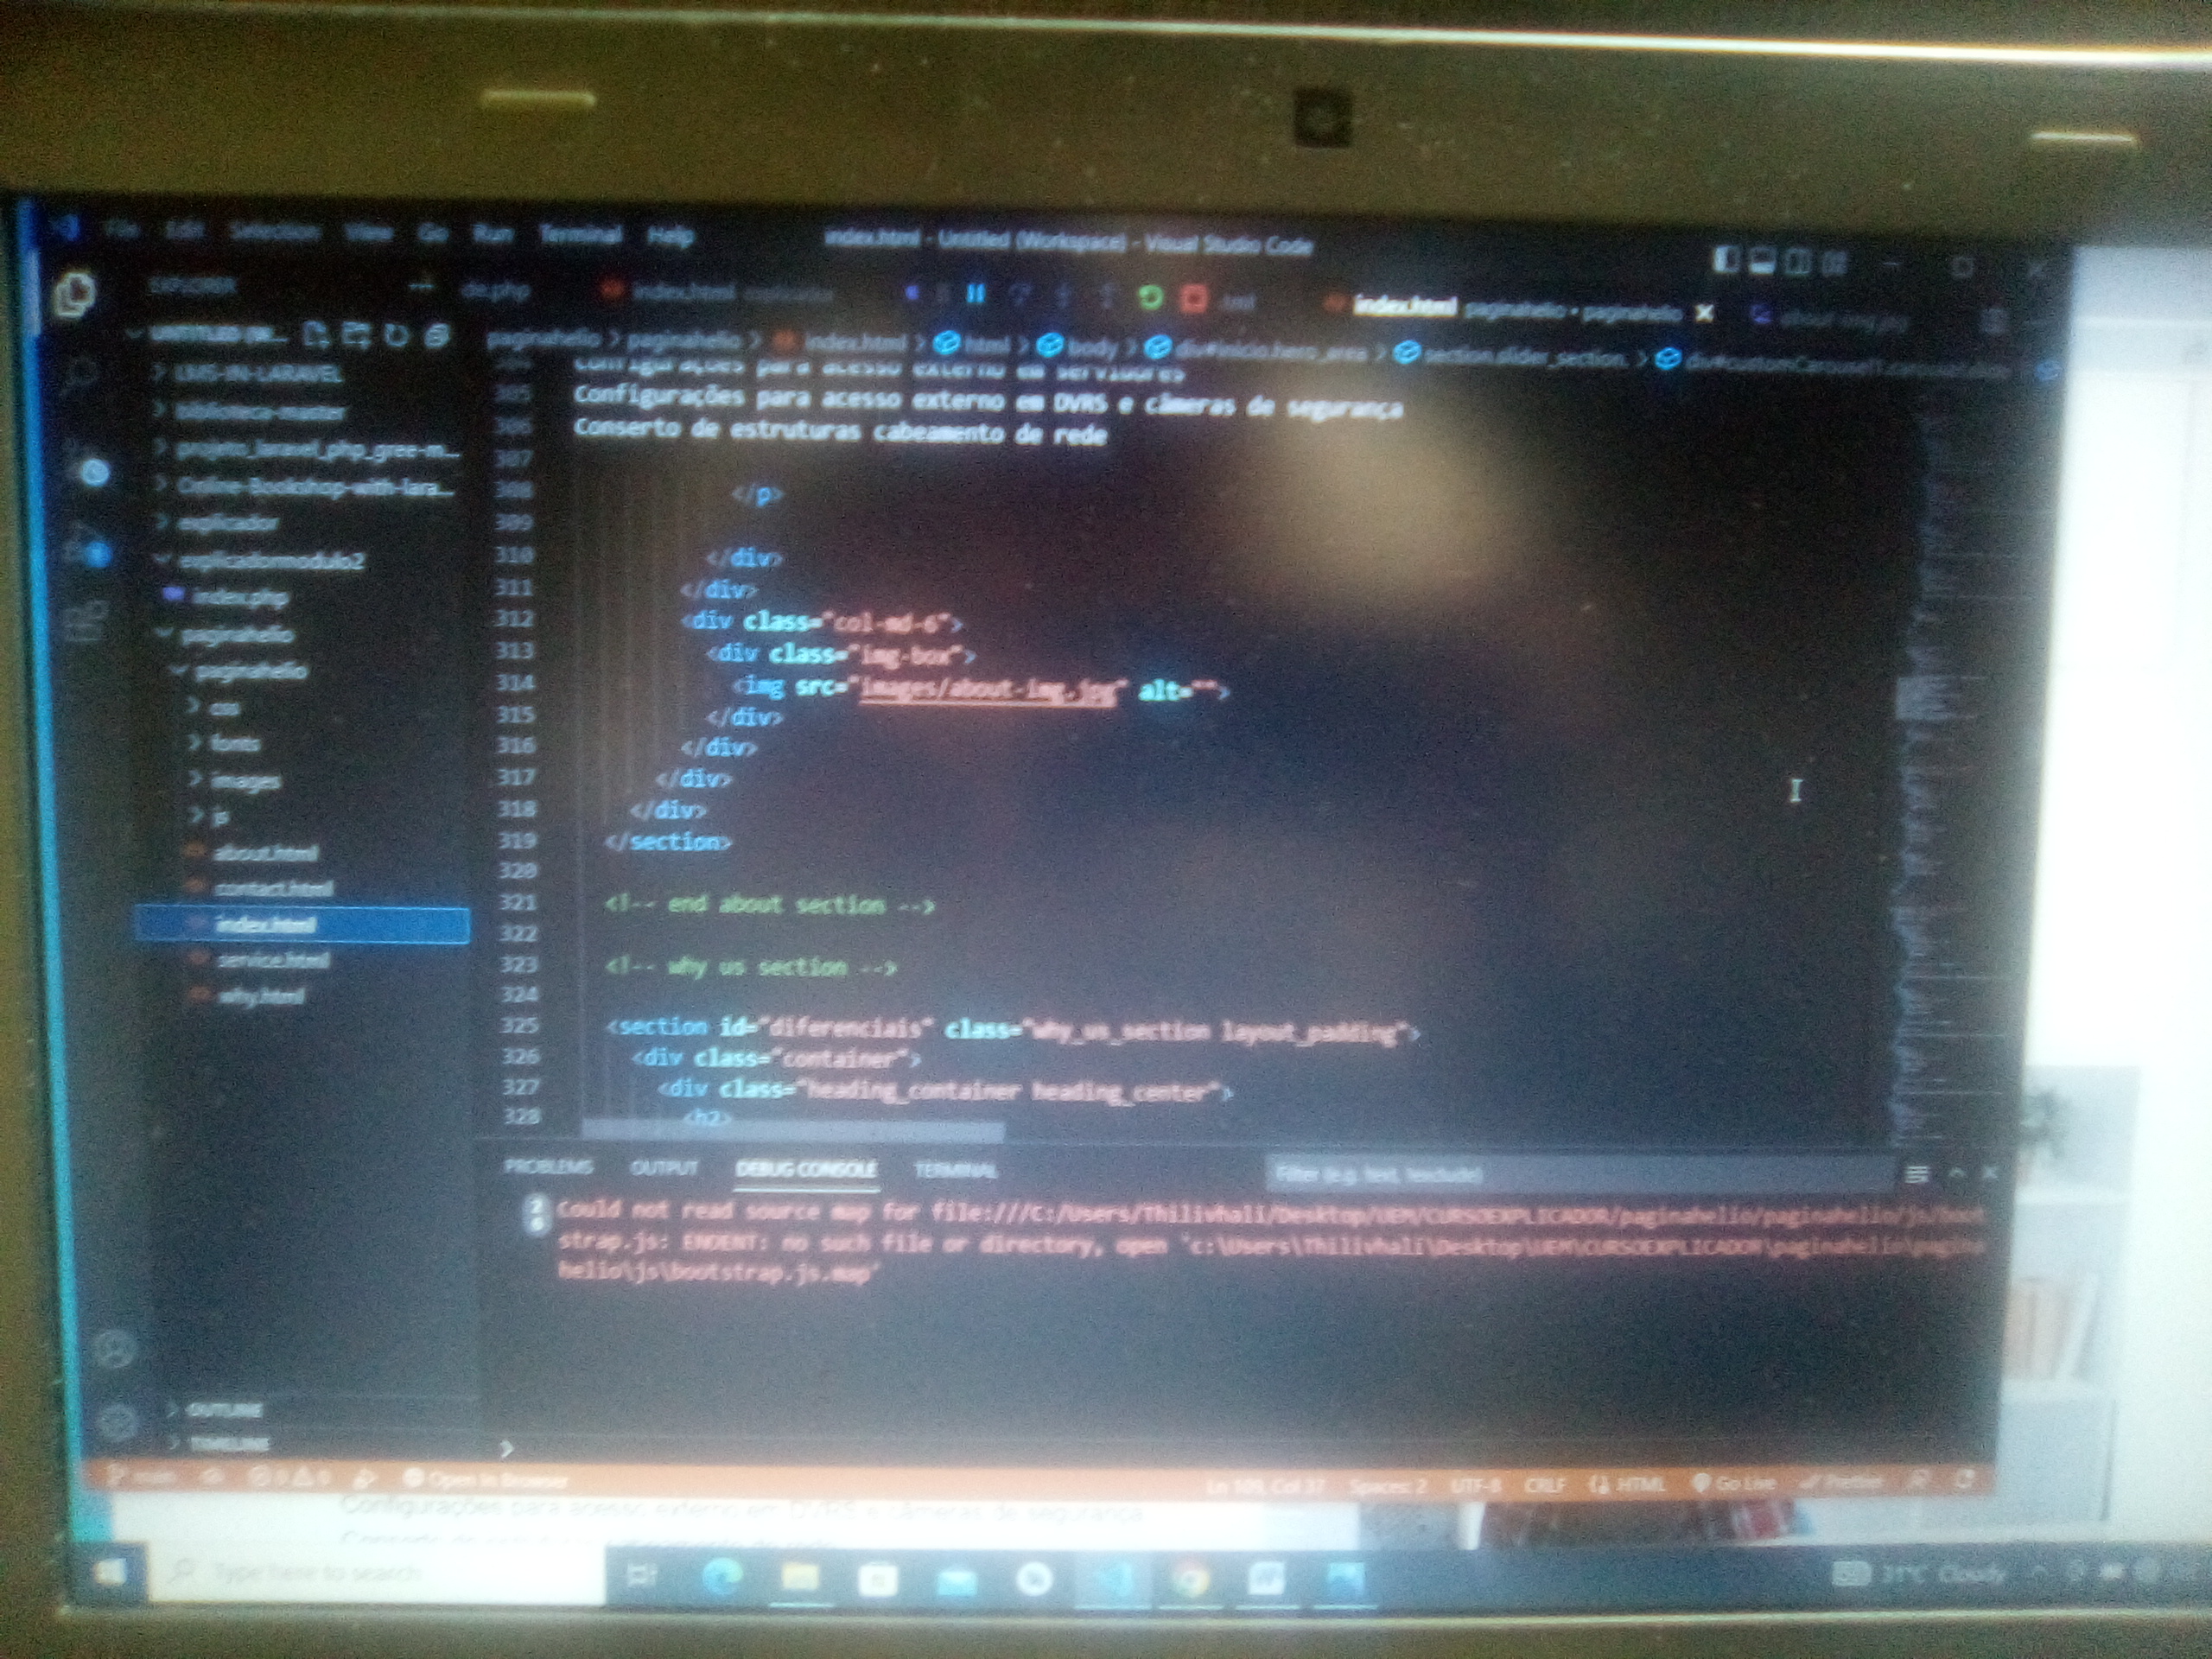 File Edit Selection View Go Run Terminal Help
index.html - Untitled (Workspace) - Visual Studio Code
EXPLORER
de.php
index.html
index.html paginahelio • paginahelio
about-img.jpg
paginahelio > paginahelio > index.html > html > body > div#inicio.hero_area > section.slider_section. >
LMS-IN-LARAVEL
biblioteca-master
projeto_laravel_php_gree-m...
Online-Bookshop-with-lara...
explicador
explicadormodulo2
index.php
paginahelio
paginahelio
css
fonts
images
js
about.html
contact.html
index.html
service.html
why.html
OUTLINE
TIMELINE
Configurações para acesso externo em servidores
305 Configurações para acesso externo em DVRS e câmeras de segurança
306 Conserto de estruturas cabeamento de rede
307
308 </p>
309
310 </div>
311 </div>
312 <div class="col-md-6">
313 <div class="img-box">
314 <img src="images/about-img.jpg" alt="">
315 </div>
316 </div>
317 </div>
318 </div>
319 </section>
320
321 <!-- end about section -->
322
323 <!-- why us section -->
324
325 <section id="diferenciais" class="why_us_section layout_padding">
326 <div class="container">
327 <div class="heading_container heading_center">
328 <h2>
PROBLEMS OUTPUT DEBUG CONSOLE TERMINAL
Filter (e.g. text, !exclude)
Could not read source map for file:///C:/Users/Thilivhali/Desktop/UEM/CURSOEXPLICADOR/paginahelio/paginahelio/js/boot
strap.js: ENOENT: no such file or directory, open 'c:\Users\Thilivhali\Desktop\UEM\CURSOEXPLICADOR\paginahelio\pagina
helio\js\bootstrap.js.map'
main
Open In Browser
Ln 109, Col 37 Spaces: 2 UTF-8 CRLF HTML Go Live Prettier
Configurações para acesso externo em DVRS e câmeras de segurança
Type here to search
31°C Cloudy